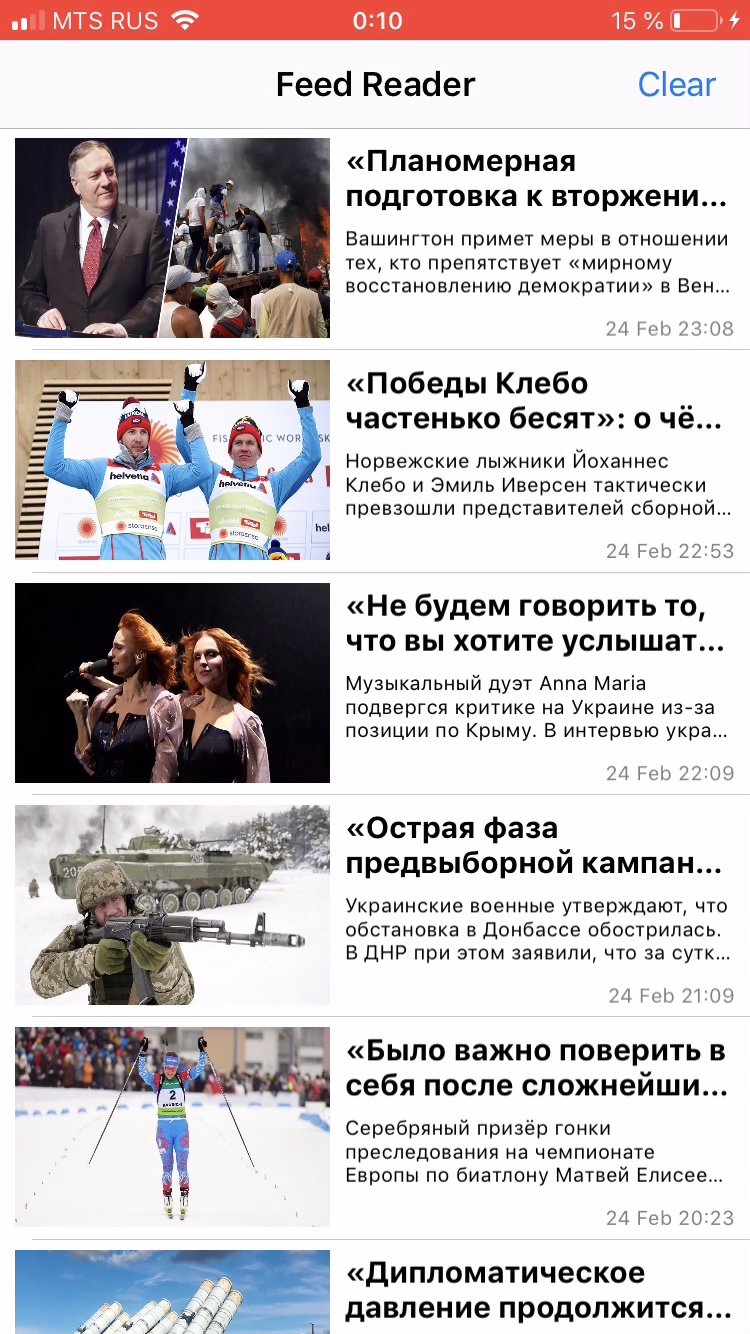 MTS RUS 0:10 15 %
Feed Reader Clear
«Планомерная
подготовка к вторжени...
Вашингтон примет меры в отношении
тех, кто препятствует «мирному
восстановлению демократии» в Вен...
24 Feb 23:08
«Победы Клебо
частенько бесят»: о чё...
Норвежские лыжники Йоханнес
Клебо и Эмиль Иверсен тактически
превзошли представителей сборной...
24 Feb 22:53
helvetia
helvetia
storaenso
storaenso
«Не будем говорить то,
что вы хотите услышат...
Музыкальный дуэт Anna Maria
подвергся критике на Украине из-за
позиции по Крыму. В интервью укра...
24 Feb 22:09
«Острая фаза
предвыборной кампан...
Украинские военные утверждают, что
обстановка в Донбассе обострилась.
В ДНР при этом заявили, что за сутк...
24 Feb 21:09
205
«Было важно поверить в
себя после сложнейши...
Серебряный призёр гонки
преследования на чемпионате
Европы по биатлону Матвей Елисее...
24 Feb 20:23
2
«Дипломатическое
давление продолжится...